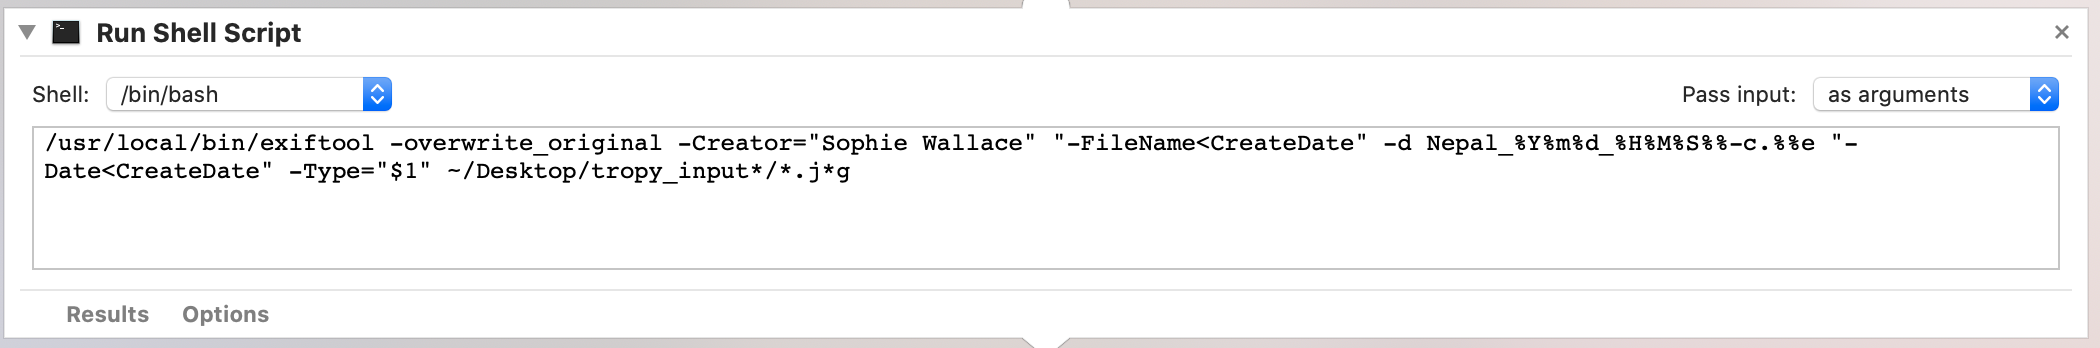 Run Shell Script
Shell: /bin/bash Pass input: as arguments
/usr/local/bin/exiftool -overwrite_original -Creator="Sophie Wallace" "-FileName<CreateDate" -d Nepal_%Y%m%d_%H%M%S%%-c.%%e "-
Date<CreateDate" -Type="$1" ~/Desktop/tropy_input*/*.j*g
Results Options